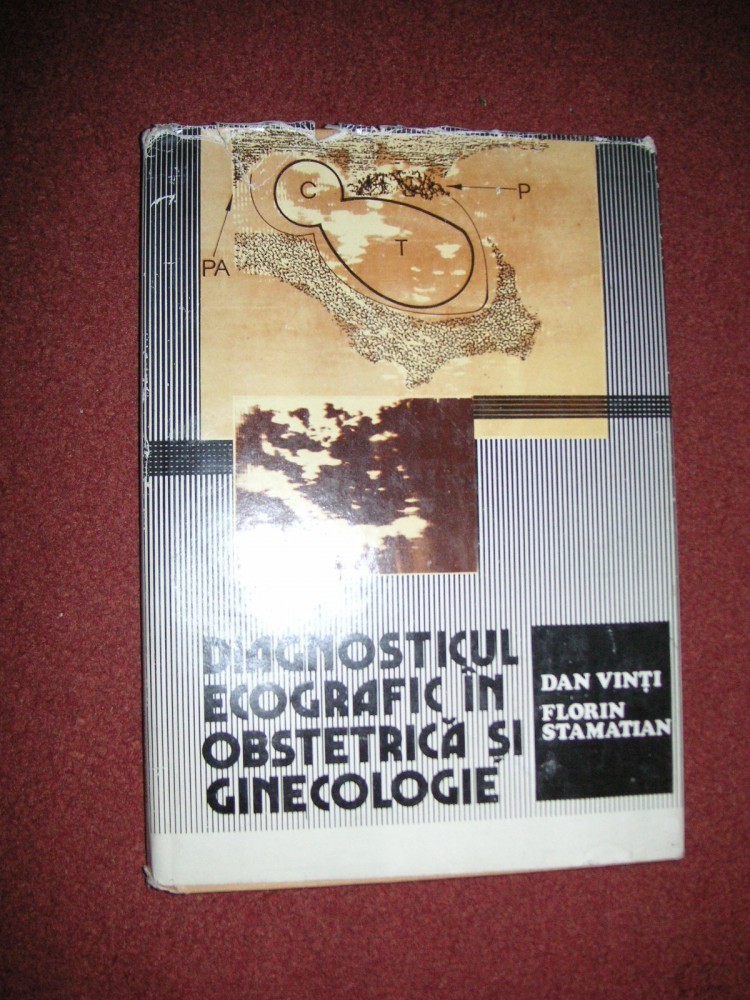 C
P
T
PA
DIAGNOSTICUL
ECOGRAFIC ÎN
OBSTETRICĂ ȘI
GINECOLOGIE
DAN VINȚI
FLORIN
STAMATIAN